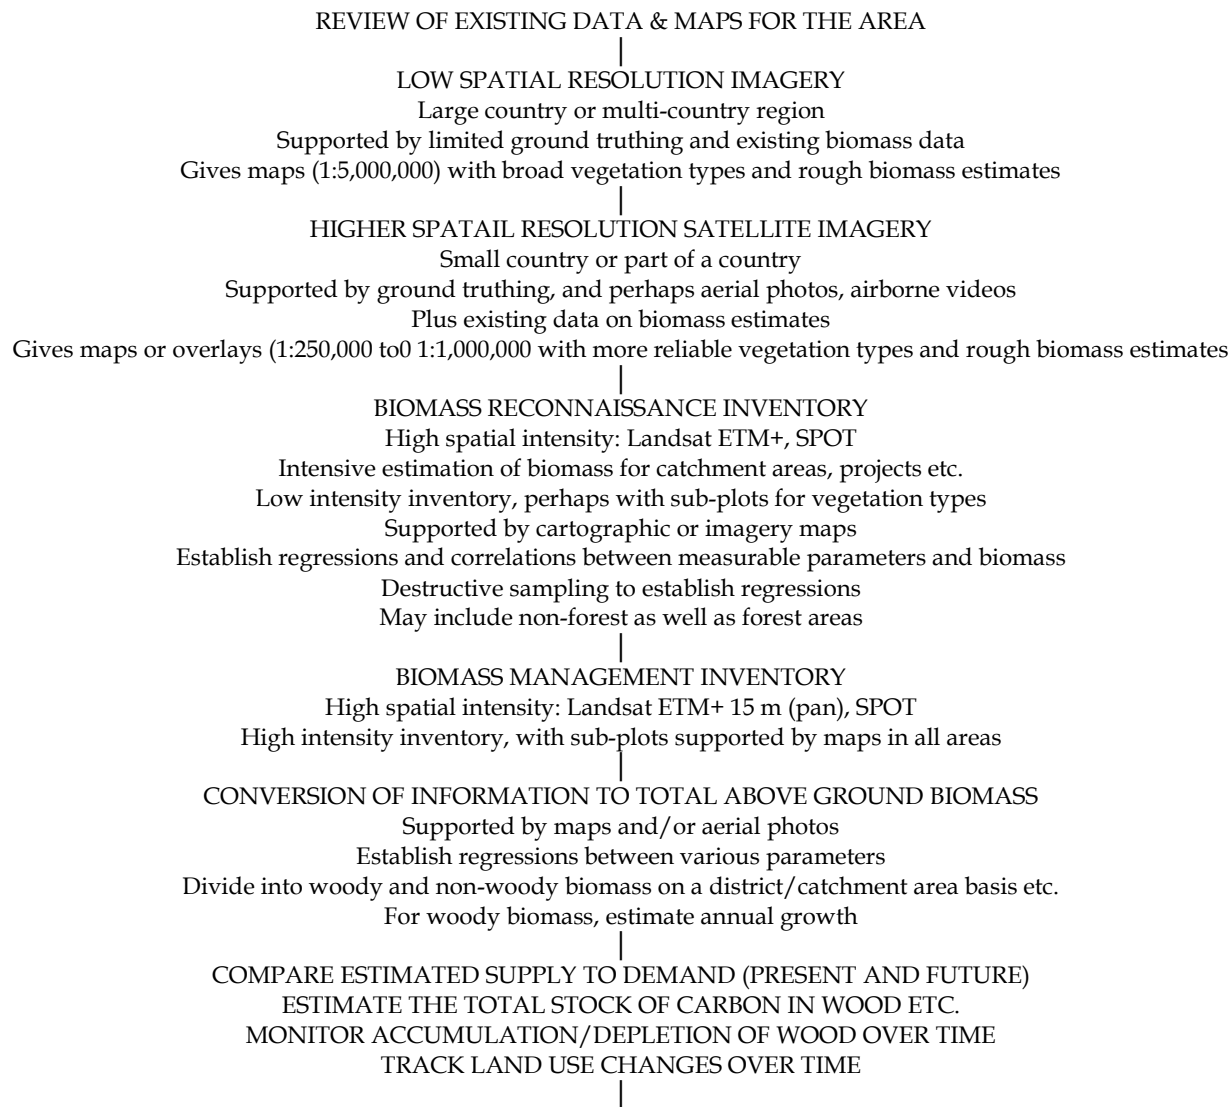 REVIEW OF EXISTING DATA & MAPS FOR THE AREA
LOW SPATIAL RESOLUTION IMAGERY
Large country or multi-country region
Supported by limited ground truthing and existing biomass data
Gives maps (1:5,000,000) with broad vegetation types and rough biomass estimates
HIGHER SPATAIL RESOLUTION SATELLITE IMAGERY
Small country or part of a country
Supported by ground truthing, and perhaps aerial photos, airborne videos
Plus existing data on biomass estimates
Gives maps or overlays (1:250,000 to0 1:1,000,000 with more reliable vegetation types and rough biomass estimates
BIOMASS RECONNAISSANCE INVENTORY
High spatial intensity: Landsat ETM+, SPOT
Intensive estimation of biomass for catchment areas, projects etc.
Low intensity inventory, perhaps with sub-plots for vegetation types
Supported by cartographic or imagery maps
Establish regressions and correlations between measurable parameters and biomass
Destructive sampling to establish regressions
May include non-forest as well as forest areas
BIOMASS MANAGEMENT INVENTORY
High spatial intensity: Landsat ETM+ 15 m (pan), SPOT
High intensity inventory, with sub-plots supported by maps in all areas
CONVERSION OF INFORMATION TO TOTAL ABOVE GROUND BIOMASS
Supported by maps and/or aerial photos
Establish regressions between various parameters
Divide into woody and non-woody biomass on a district/catchment area basis etc.
For woody biomass, estimate annual growth
COMPARE ESTIMATED SUPPLY TO DEMAND (PRESENT AND FUTURE)
ESTIMATE THE TOTAL STOCK OF CARBON IN WOOD ETC.
MONITOR ACCUMULATION/DEPLETION OF WOOD OVER TIME
TRACK LAND USE CHANGES OVER TIME